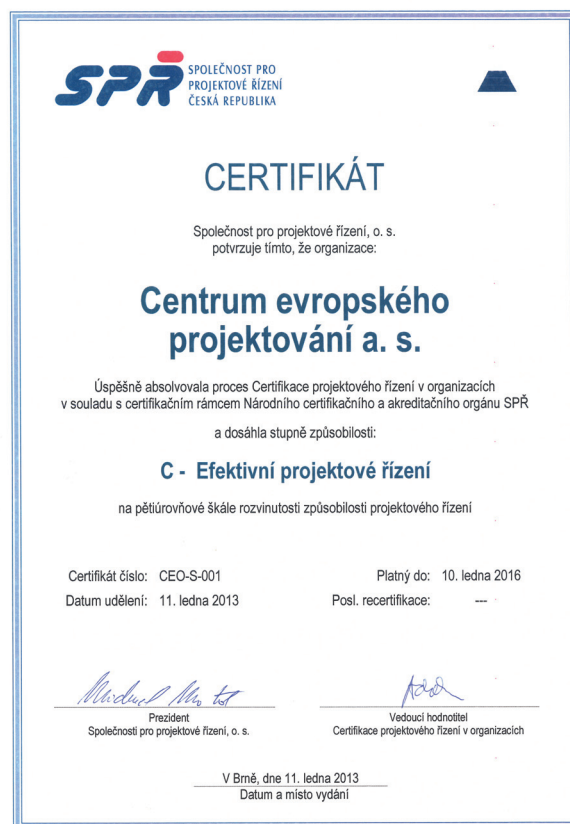 SPŘ
SPOLEČNOST PRO
PROJEKTOVÉ ŘÍZENÍ
ČESKÁ REPUBLIKA
CERTIFIKÁT
Společnost pro projektové řízení, o. s.
potvrzuje tímto, že organizace:
Centrum evropského
projektování a. s.
Úspěšně absolvovala proces Certifikace projektového řízení v organizacích
v souladu s certifikačním rámcem Národního certifikačního a akreditačního orgánu SPŘ
a dosáhla stupně způsobilosti:
C - Efektivní projektové řízení
na pětiúrovňové škále rozvinutosti způsobilosti projektového řízení
Certifikát číslo: CEO-S-001
Platný do: 10. ledna 2016
Datum udělení: 11. ledna 2013
Posl. recertifikace: ---
Prezident
Společnosti pro projektové řízení, o. s.
Vedoucí hodnotitel
Certifikace projektového řízení v organizacích
V Brně, dne 11. ledna 2013
Datum a místo vydání